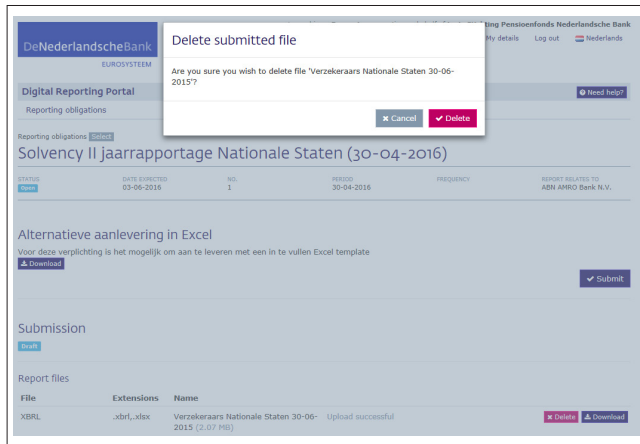 ting Pensioenfonds Nederlandsche Bank
My details Log out Nederlands
DeNederlandscheBank
EUROSYSTEEM
Delete submitted file
Are you sure you wish to delete file 'Verzekeraars Nationale Staten 30-06-
2015'?
Cancel Delete
Digital Reporting Portal
Need help?
Reporting obligations
Reporting obligations Select
Solvency II jaarrapportage Nationale Staten (30-04-2016)
STATUS DATE EXPECTED NO. PERIOD FREQUENCY REPORT RELATED TO
Open 03-06-2016 1 30-04-2016 ABN AMRO Bank N.V.
Alternatieve aanlevering in Excel
Voor deze verplichting is het mogelijk om aan te leveren met een in te vullen Excel template
Download
Submit
Submission
Draft
Report files
File Extensions Name
XBRL .xbrl,.xlsx Verzekeraars Nationale Staten 30-06- Upload successful Delete Download
2015 (2.07 MB)